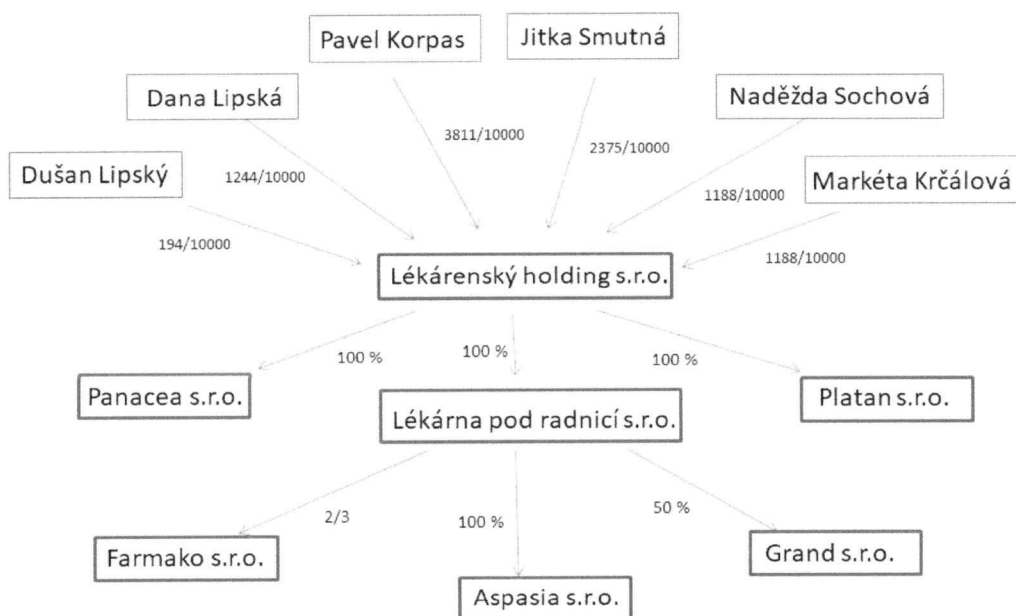 Pavel Korpas
Jitka Smutná
Dana Lipská
Naděžda Sochová
3811/10000
2375/10000
Dušan Lipský
1244/10000
1188/10000
Markéta Krčálová
194/10000
1188/10000
Lékárenský holding s.r.o.
100 %
100 %
100 %
Panacea s.r.o.
Lékárna pod radnicí s.r.o.
Platan s.r.o.
2/3
100 %
50 %
Farmako s.r.o.
Grand s.r.o.
Aspasia s.r.o.